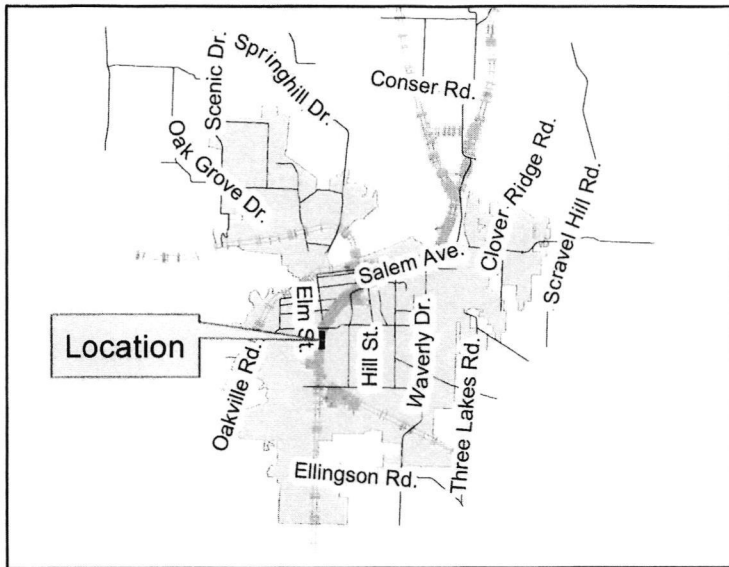 Springhill Dr.
Scenic Dr.
Conser Rd.
Oak Grove Dr.
Clover Ridge Rd.
Scravel Hill Rd.
Salem Ave.
Elm St.
Location
Hill St.
Waverly Dr.
Oakville Rd.
Three Lakes Rd.
Ellingson Rd.